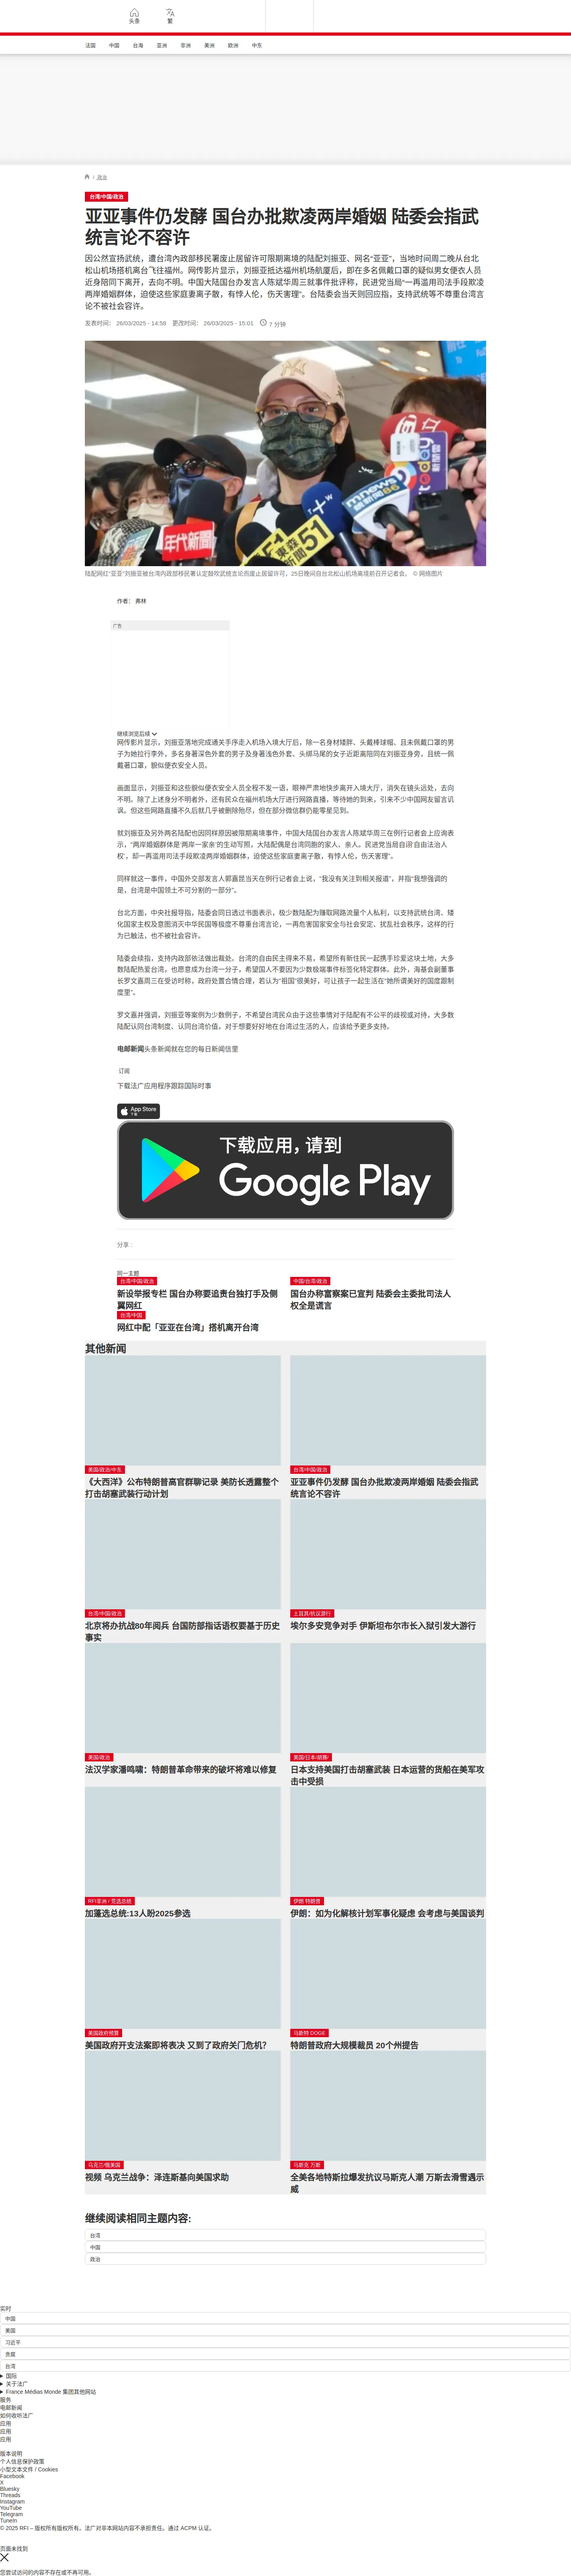 头条
繁
法国 中国 台海 亚洲 非洲 美洲 欧洲 中东
/ 政治
台湾/中国/政治
亚亚事件仍发酵 国台办批欺凌两岸婚姻 陆委会指武
统言论不容许
因公然宣扬武统，遭台湾内政部移民署废止居留许可限期离境的陆配刘振亚、网名“亚亚”，当地时间周二晚从台北
松山机场搭机离台飞往福州。网传影片显示，刘振亚抵达福州机场航厦后，即在多名佩戴口罩的疑似男女便衣人员
近身陪同下离开，去向不明。中国大陆国台办发言人陈斌华周三就事件批评称，民进党当局“一再滥用司法手段欺凌
两岸婚姻群体，迫使这些家庭妻离子散，有悖人伦，伤天害理”。台陆委会当天则回应指，支持武统等不尊重台湾言
论不被社会容许。
发表时间： 26/03/2025 - 14:58 更改时间： 26/03/2025 - 15:01 7 分钟
年代新聞
東森新聞
51
mnews
鏡新聞
86
today
陆配网红“亚亚”刘振亚被台湾内政部移民署认定鼓吹武统言论而废止居留许可，25日晚间自台北松山机场离境前召开记者会。 © 网络图片
作者： 弗林
广告
继续浏览后续
网传影片显示，刘振亚落地完成通关手序走入机场入境大厅后，除一名身材矮胖、头戴棒球帽、且未佩戴口罩的男
子为她拉行李外，多名身著深色外套的男子及身著浅色外套、头绑马尾的女子近距离陪同在刘振亚身旁，且统一佩
戴著口罩，貌似便衣安全人员。
画面显示，刘振亚和这些貌似便衣安全人员全程不发一语，眼神严肃地快步离开入境大厅，消失在镜头远处，去向
不明。除了上述身分不明者外，还有民众在福州机场大厅进行网路直播，等待她的到来，引来不少中国网友留言讥
讽。但这些网路直播不久后就几乎被删除殆尽，但在部分微信群仍能零星见到。
就刘振亚及另外两名陆配也因同样原因被限期离境事件，中国大陆国台办发言人陈斌华周三在例行记者会上应询表
示，“两岸婚姻群体是‘两岸一家亲’的生动写照，大陆配偶是台湾同胞的家人、亲人。民进党当局自诩‘自由法治人
权’，却一再滥用司法手段欺凌两岸婚姻群体，迫使这些家庭妻离子散，有悖人伦，伤天害理”。
同样就这一事件，中国外交部发言人郭嘉昆当天在例行记者会上说，“我没有关注到相关报道”，并指“我想强调的
是，台湾是中国领土不可分割的一部分”。
台北方面，中央社报导指，陆委会同日透过书面表示，极少数陆配为赚取网路流量个人私利，以支持武统台湾、矮
化国家主权及意图消灭中华民国等极度不尊重台湾言论，一再危害国家安全与社会安定、扰乱社会秩序，这样的行
为已触法，也不被社会容许。
陆委会续指，支持内政部依法做出裁处。台湾的自由民主得来不易，希望所有新住民一起携手珍爱这块土地，大多
数陆配热爱台湾，也愿意成为台湾一分子，希望国人不要因为少数极端事件标签化特定群体。此外，海基会副董事
长罗文嘉周三在受访时称，政府处置合情合理，若认为“祖国”很美好，可让孩子一起生活在“她所谓美好的国度跟制
度里”。
罗文嘉并强调，刘振亚等案例为少数例子，不希望台湾民众由于这些事情对于陆配有不公平的歧视或对待，大多数
陆配认同台湾制度、认同台湾价值，对于想要好好地在台湾过生活的人，应该给予更多支持。
电邮新闻头条新闻就在您的每日新闻信里
订阅
下载法广应用程序跟踪国际时事
App Store
下载
下载应用，请到
Google Play
分享 :
同一主题
台湾/中国/政治
新设举报专栏 国台办称要追责台独打手及侧
翼网红
中国/台湾/政治
国台办称富察案已宣判 陆委会主委批司法人
权全是谎言
台湾/中国
网红中配「亚亚在台湾」搭机离开台湾
其他新闻
美国/政治/中东
《大西洋》公布特朗普高官群聊记录 美防长透露整个
打击胡塞武装行动计划
台湾/中国/政治
亚亚事件仍发酵 国台办批欺凌两岸婚姻 陆委会指武
统言论不容许
台湾/中国/政治
北京将办抗战80年阅兵 台国防部指话语权要基于历史
事实
土耳其/抗议游行
埃尔多安竞争对手 伊斯坦布尔市长入狱引发大游行
美国/政治
法汉学家潘鸣啸：特朗普革命带来的破坏将难以修复
美国/日本/胡赛/
日本支持美国打击胡塞武装 日本运营的货船在美军攻
击中受损
RFI非洲 / 竞选总统
加蓬选总统:13人盼2025参选
伊朗 特朗普
伊朗：如为化解核计划军事化疑虑 会考虑与美国谈判
美国政府预算
美国政府开支法案即将表决 又到了政府关门危机？
马斯特 DOGE
特朗普政府大规模裁员 20个州提告
乌克兰/俄美国
视频 乌克兰战争：泽连斯基向美国求助
马斯克 万斯
全美各地特斯拉爆发抗议马斯克人潮 万斯去滑雪遇示
威
继续阅读相同主题内容:
台湾
中国
政治
实时
中国
美国
习近平
贵晨
台湾
国际
关于法广
France Médias Monde 集团其他网站
服务
电邮新闻
如何收听法广
应用
应用
应用
版本说明
个人信息保护政策
小型文本文件 / Cookies
Facebook
X
Bluesky
Threads
Instagram
YouTube
Telegram
TuneIn
© 2025 RFI – 版权所有版权所有。法广对非本网站内容不承担责任。通过 ACPM 认证。
页面未找到
您尝试访问的内容不存在或不再可用。